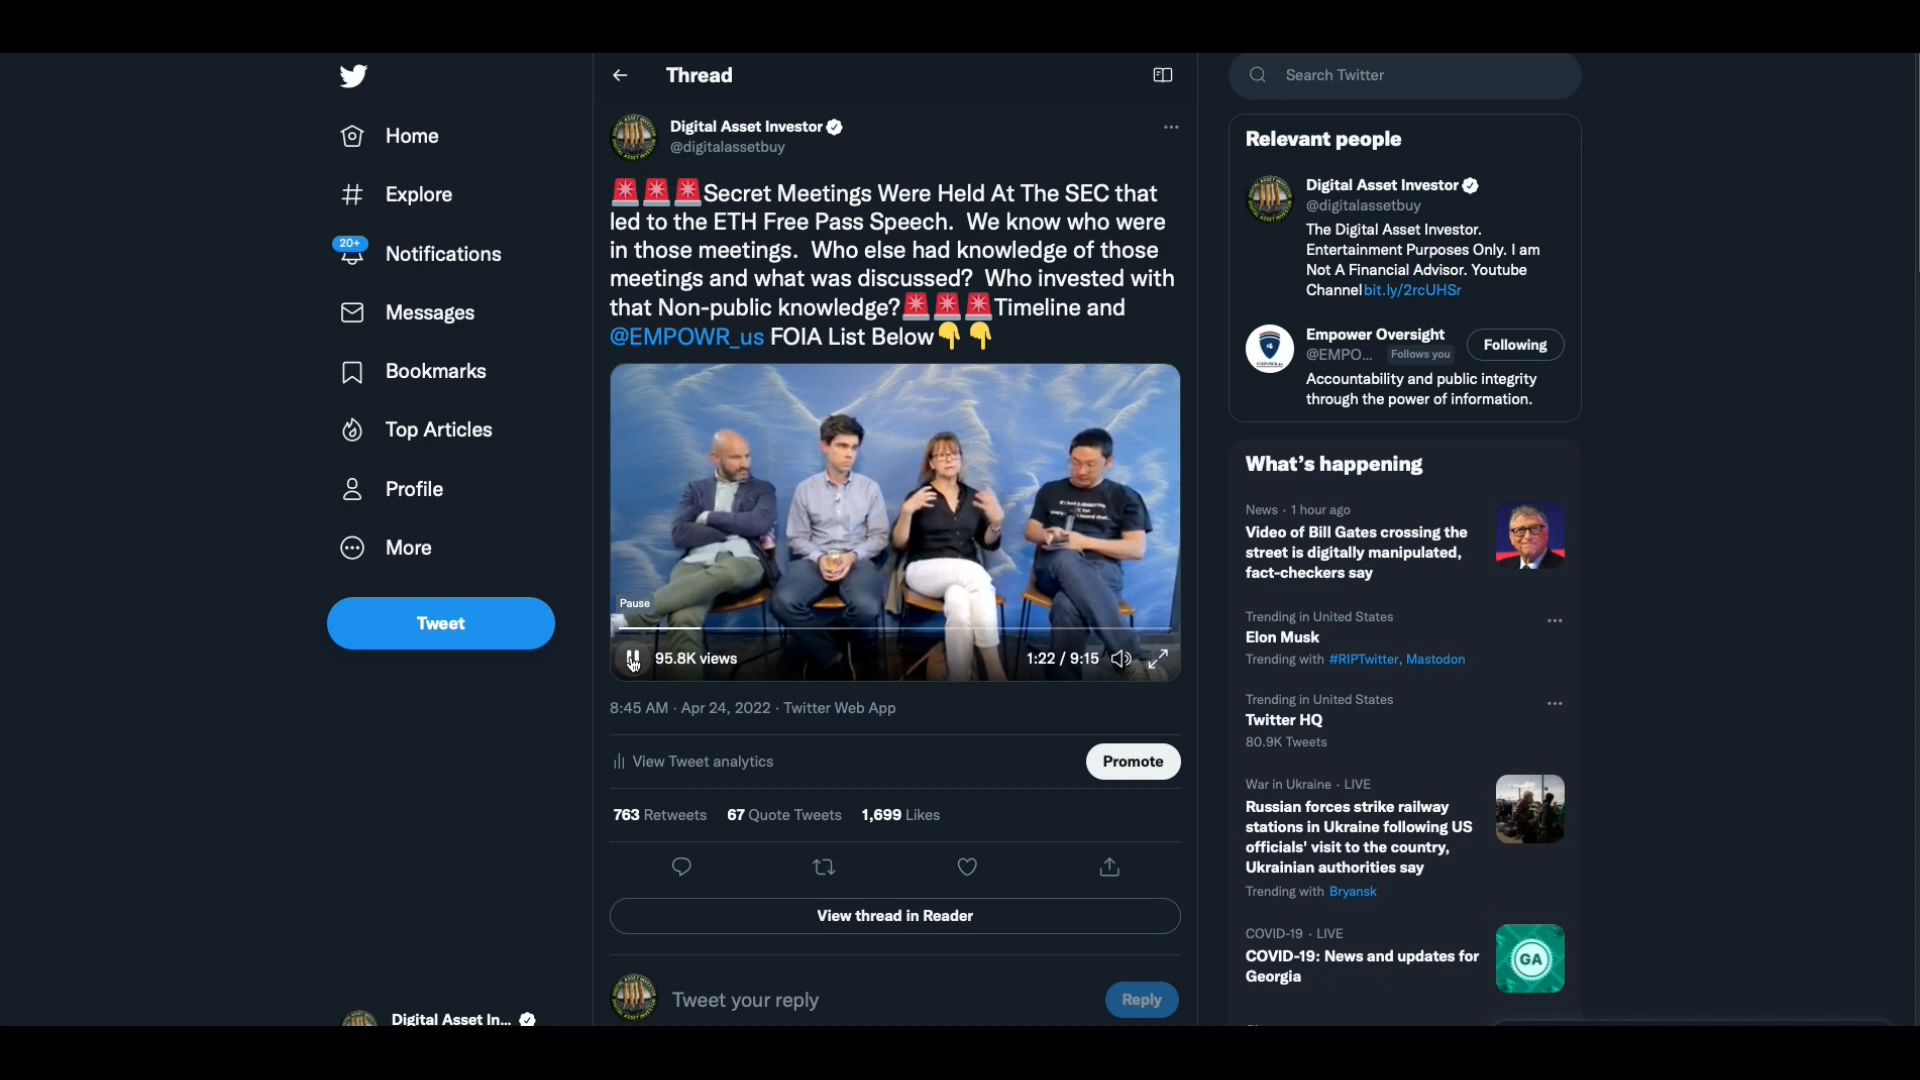 Home
Explore
20+
Notifications
Messages
Bookmarks
Top Articles
Profile
More
Tweet
Digital Asset In...
Thread
Digital Asset Investor
@digitalassetbuy
Secret Meetings Were Held At The SEC that
led to the ETH Free Pass Speech. We know who were
in those meetings. Who else had knowledge of those
meetings and what was discussed? Who invested with
that Non-public knowledge?🚨🚨🚨Timeline and
@EMPOWR_us FOIA List Below👇👇
Pause
95.8K views
1:22 / 9:15
8:45 AM · Apr 24, 2022 · Twitter Web App
View Tweet analytics
Promote
763 Retweets 67 Quote Tweets 1,699 Likes
View thread in Reader
Tweet your reply
Reply
Search Twitter
Relevant people
Digital Asset Investor
@digitalassetbuy
The Digital Asset Investor.
Entertainment Purposes Only. I am
Not A Financial Advisor. Youtube
Channel bit.ly/2rcUHSr
Empower Oversight
@EMPO... Follows you
Following
Accountability and public integrity
through the power of information.
What's happening
News · 1 hour ago
Video of Bill Gates crossing the
street is digitally manipulated,
fact-checkers say
Trending in United States
Elon Musk
Trending with #RIPTwitter, Mastodon
Trending in United States
Twitter HQ
80.9K Tweets
War in Ukraine · LIVE
Russian forces strike railway
stations in Ukraine following US
officials' visit to the country,
Ukrainian authorities say
Trending with Bryansk
COVID-19 · LIVE
COVID-19: News and updates for
Georgia
GA